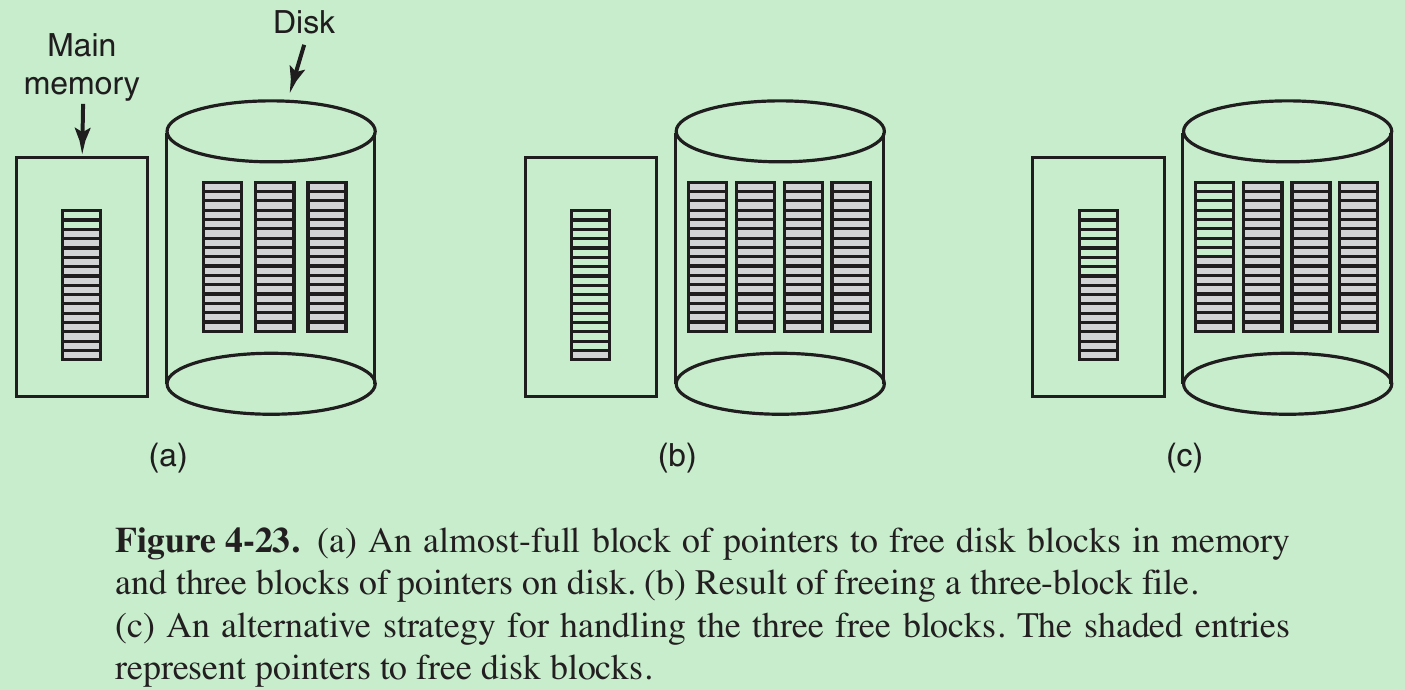 Disk
Main
memory
(a)
(b)
(c)
Figure 4-23. (a) An almost-full block of pointers to free disk blocks in memory
and three blocks of pointers on disk. (b) Result of freeing a three-block file.
(c) An alternative strategy for handling the three free blocks. The shaded entries
represent pointers to free disk blocks.